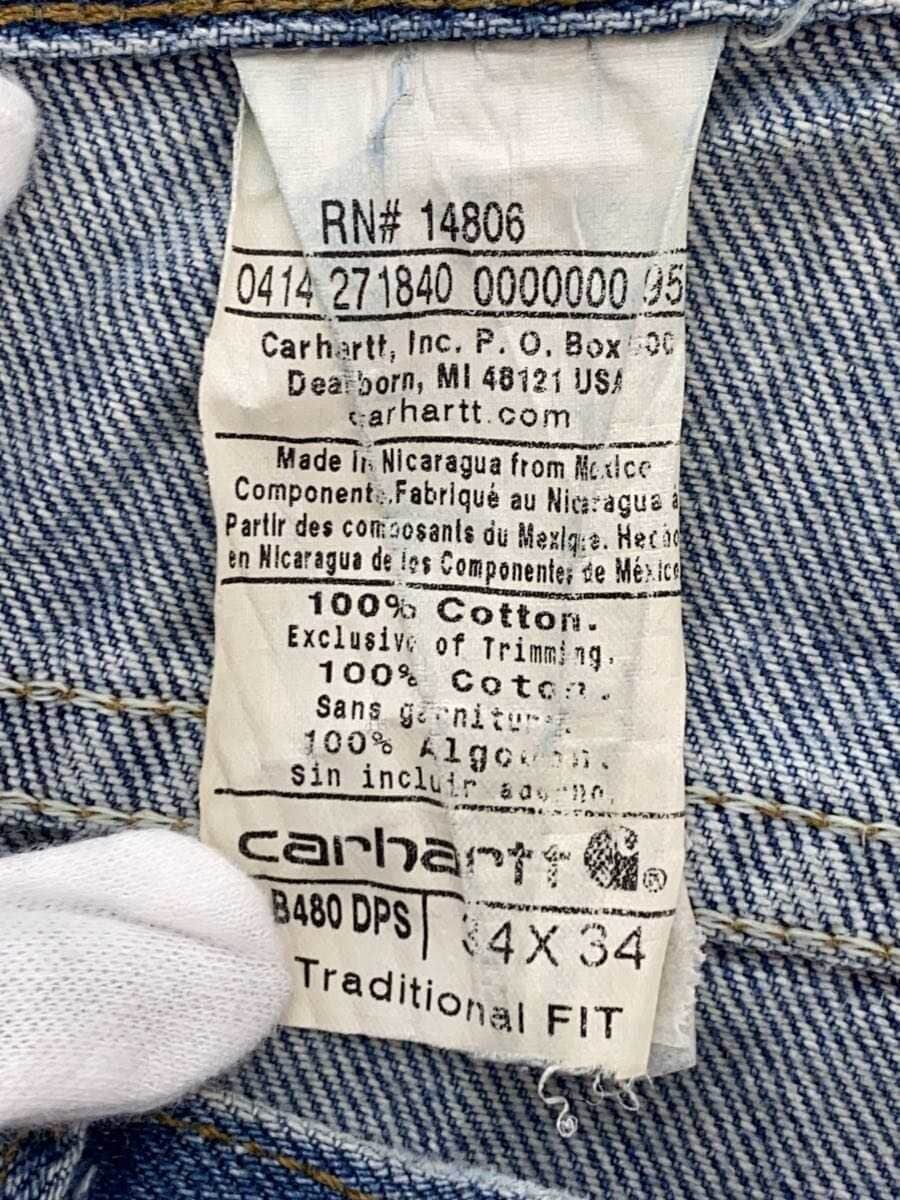 RN# 14806
0414 271840 0000000 95
Carhartt, Inc. P. O. Box
Dearborn, MI 48121 USA
carhartt.com
Made in Nicaragua from Mexico
Component. Fabriqué au Nicaragua à
Partir des composants du Mexique. Hecho
en Nicaragua de los Componentes de México
100% Cotton.
Exclusive of Trimming.
100% Coton.
Sans garniture.
100% Algodon.
Sin incluir adorno.
carhartt ®
B480 DPS 34 X 34
Traditional FIT